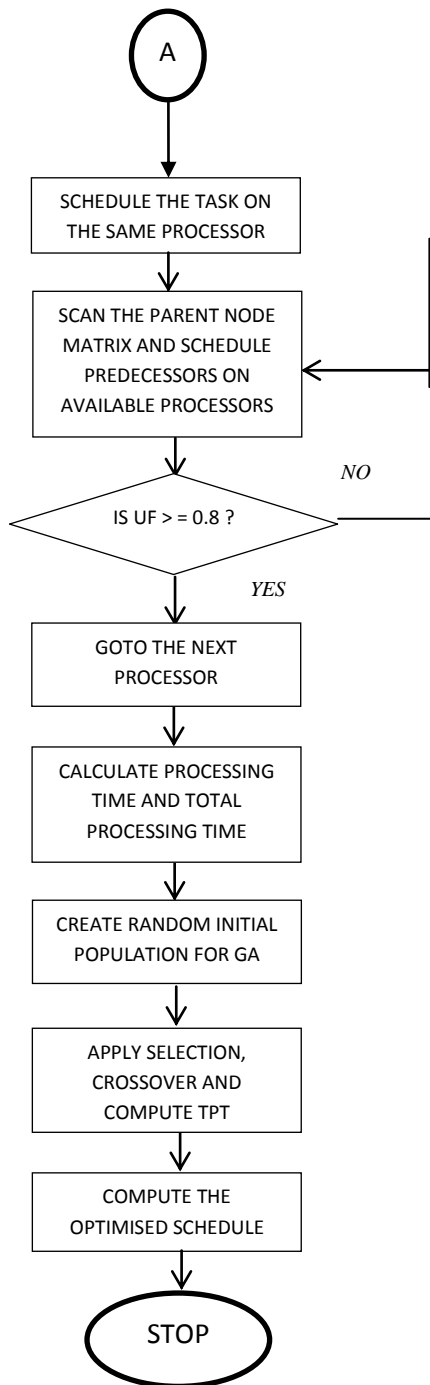 A
SCHEDULE THE TASK ON
THE SAME PROCESSOR
SCAN THE PARENT NODE
MATRIX AND SCHEDULE
PREDECESSORS ON
AVAILABLE PROCESSORS
NO
IS UF > = 0.8 ?
YES
GOTO THE NEXT
PROCESSOR
CALCULATE PROCESSING
TIME AND TOTAL
PROCESSING TIME
CREATE RANDOM INITIAL
POPULATION FOR GA
APPLY SELECTION,
CROSSOVER AND
COMPUTE TPT
COMPUTE THE
OPTIMISED SCHEDULE
STOP